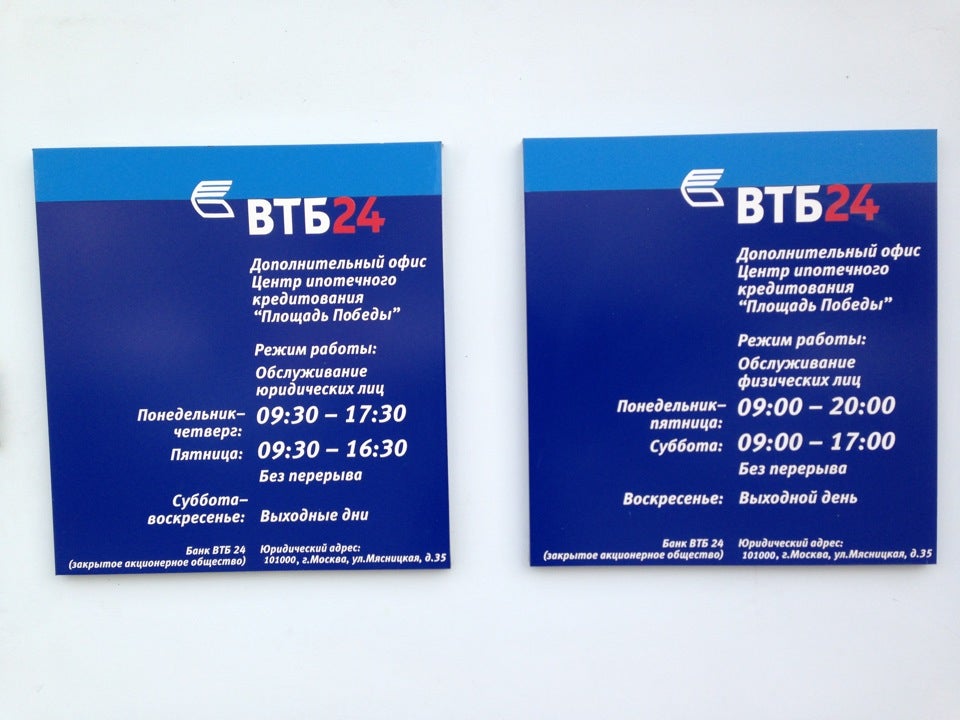 ВТБ24
Дополнительный офис
Центр ипотечного
кредитования
“Площадь Победы”
Режим работы:
Обслуживание
юридических лиц
Понедельник–
четверг:
09:30 – 17:30
Пятница: 09:30 – 16:30
Без перерыва
Суббота–
воскресенье: Выходные дни
Банк ВТБ 24
(закрытое акционерное общество)
Юридический адрес:
101000, г.Москва, ул.Мясницкая, д.35
ВТБ24
Дополнительный офис
Центр ипотечного
кредитования
“Площадь Победы”
Режим работы:
Обслуживание
физических лиц
Понедельник–
пятница:
09:00 – 20:00
Суббота: 09:00 – 17:00
Без перерыва
Воскресенье: Выходной день
Банк ВТБ 24
(закрытое акционерное общество)
Юридический адрес:
101000, г.Москва, ул.Мясницкая, д.35